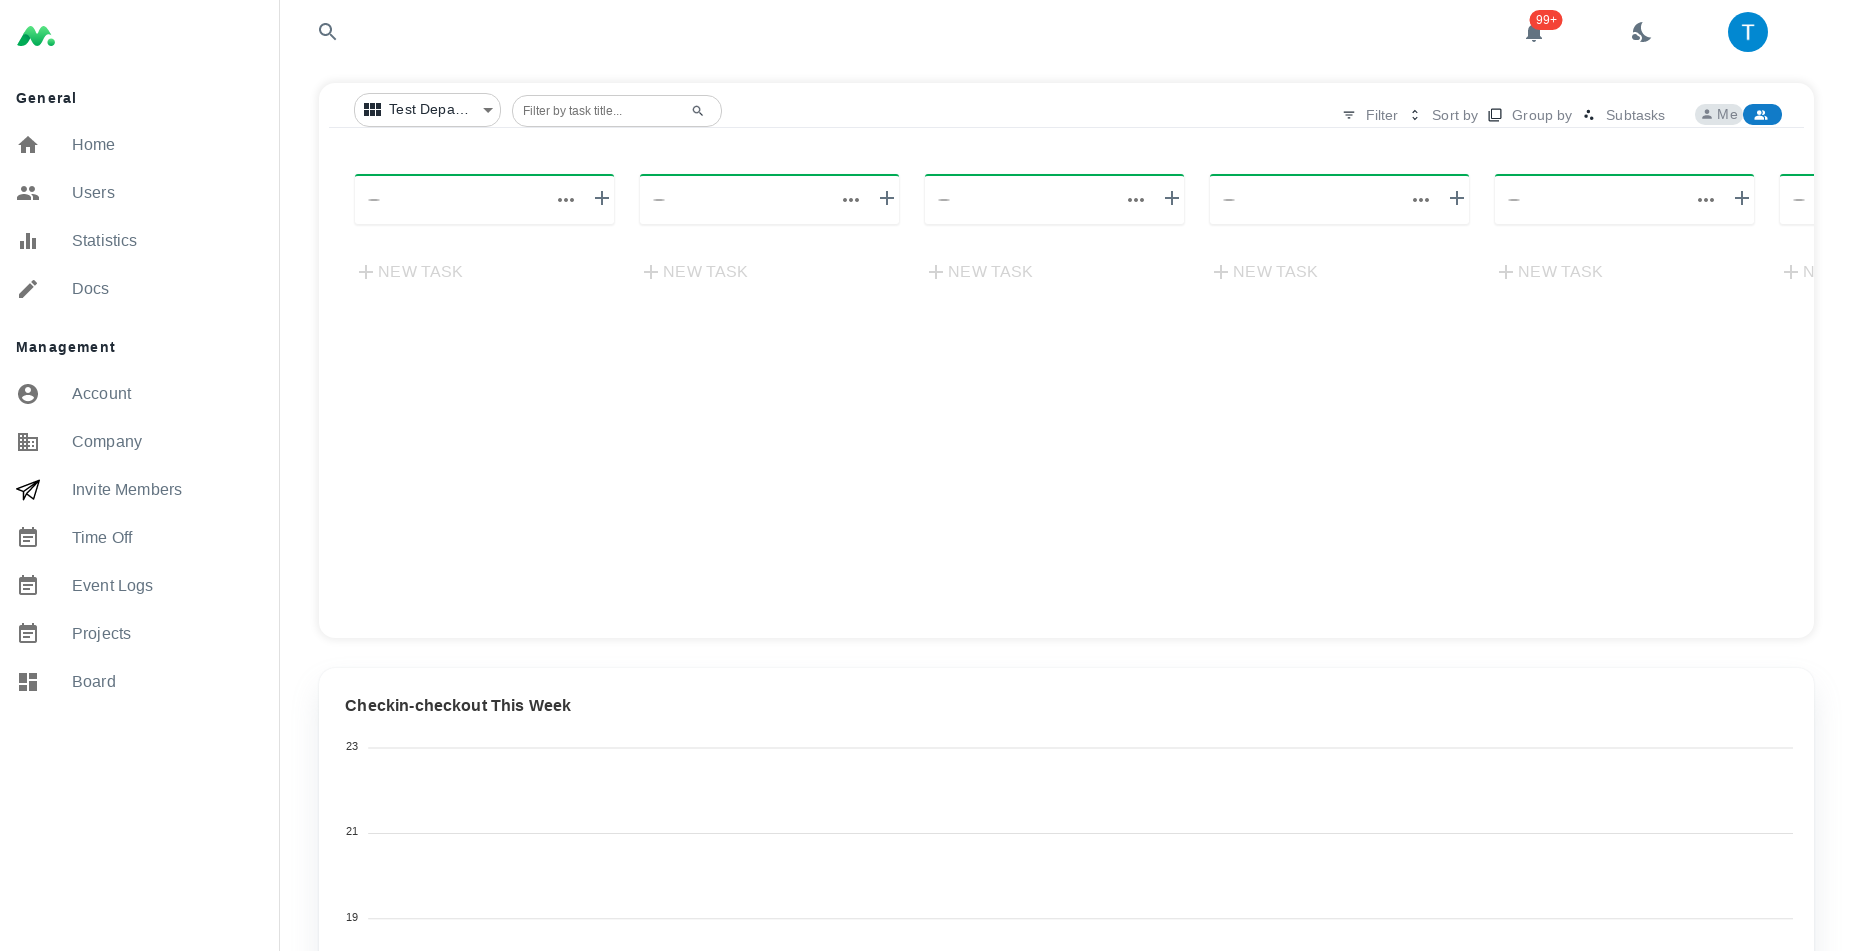 99+
T
General
Home
Users
Statistics
Docs
Management
Account
Company
Invite Members
Time Off
Event Logs
Projects
Board
Test Depa...
Filter by task title...
Filter
Sort by
Group by
Subtasks
Me
NEW TASK
NEW TASK
NEW TASK
NEW TASK
NEW TASK
N
Checkin-checkout This Week
23
21
19